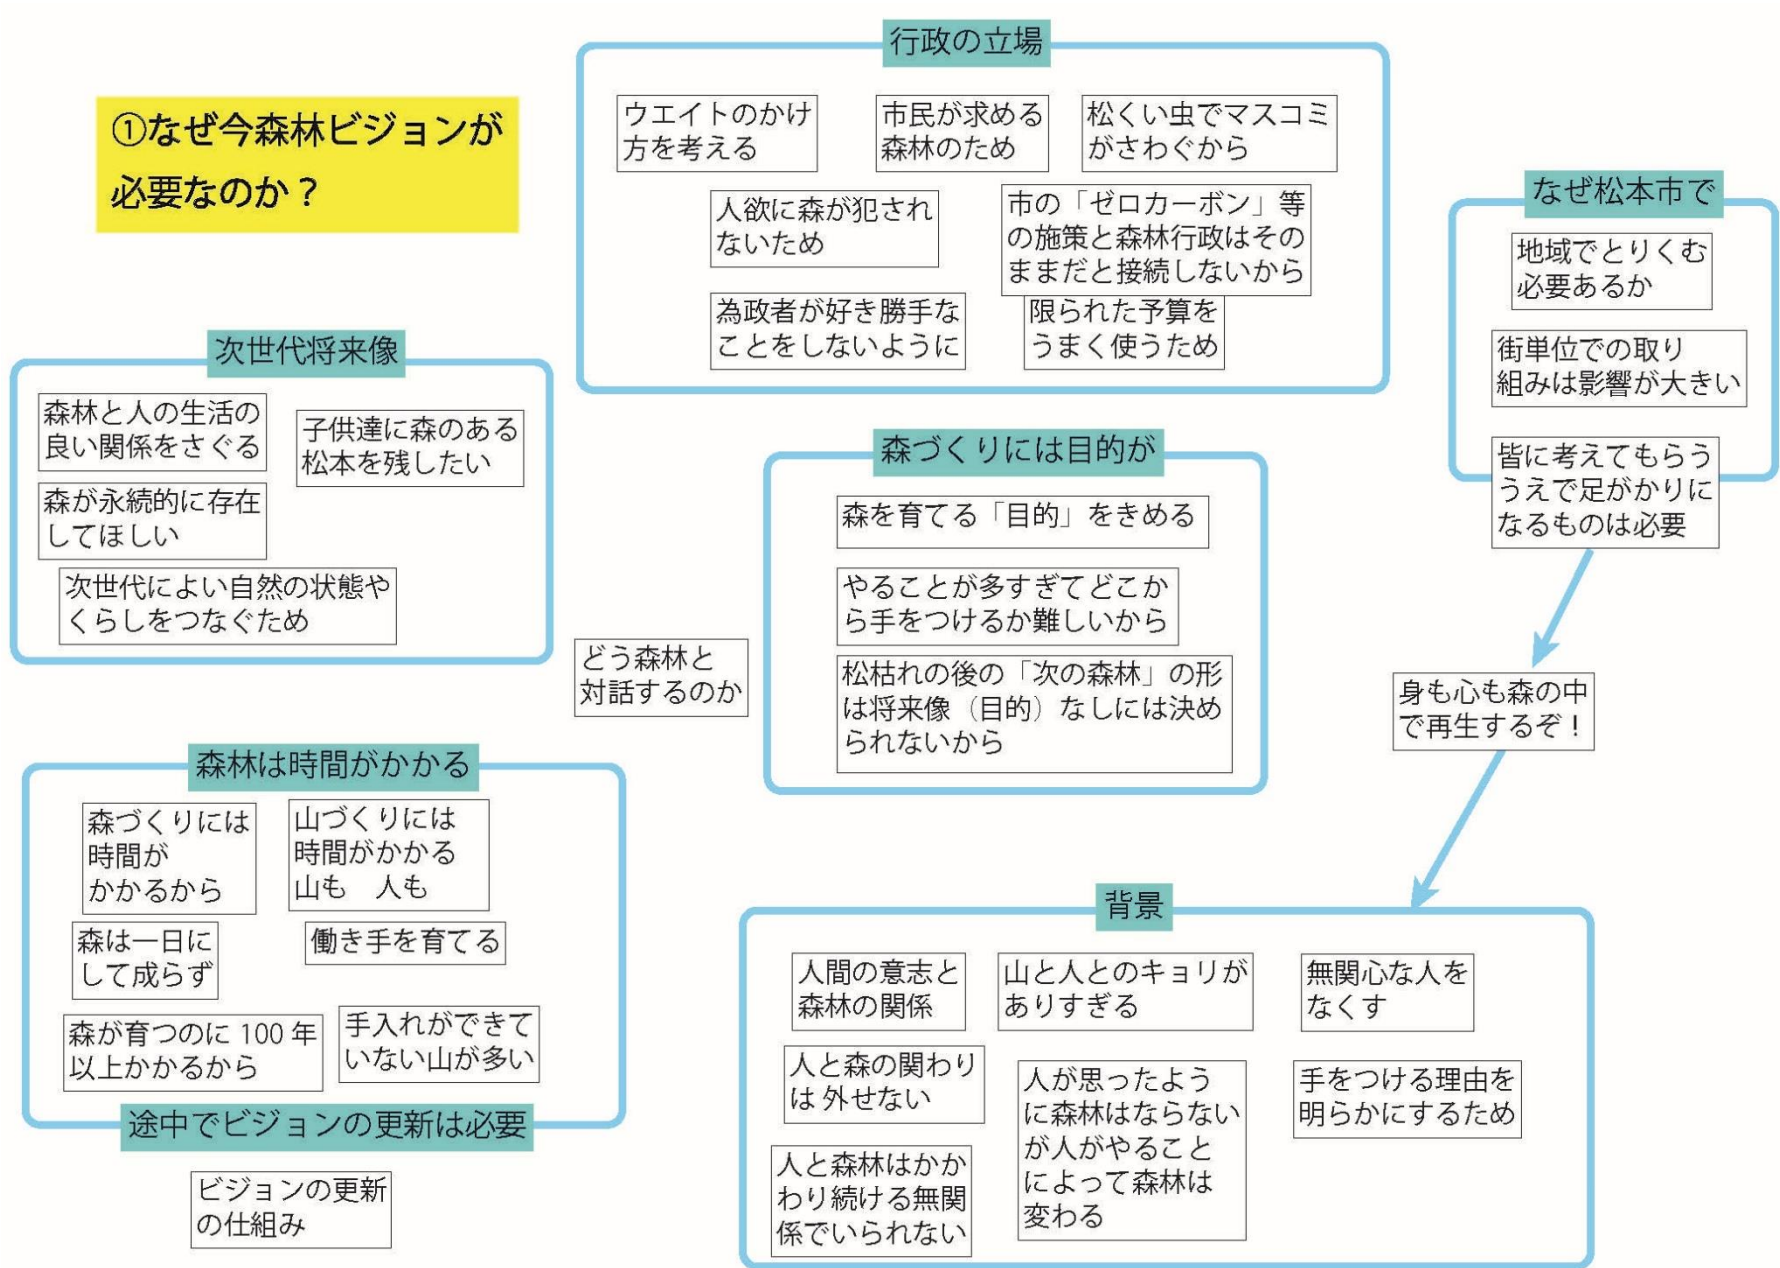 ①なぜ今森林ビジョンが
必要なのか？
行政の立場
ウエイトのかけ
方を考える
市民が求める
森林のため
松くい虫でマスコミ
がさわぐから
人欲に森が犯され
ないため
市の「ゼロカーボン」等
の施策と森林行政はその
ままだと接続しないから
為政者が好き勝手な
ことをしないように
限られた予算を
うまく使うため
なぜ松本市で
地域でとりくむ
必要あるか
街単位での取り
組みは影響が大きい
皆に考えてもらう
うえで足がかりに
なるものは必要
次世代将来像
森林と人の生活の
良い関係をさぐる
子供達に森のある
松本を残したい
森が永続的に存在
してほしい
次世代によい自然の状態や
くらしをつなぐため
森づくりには目的が
森を育てる「目的」をきめる
やることが多すぎてどこか
ら手をつけるか難しいから
松枯れの後の「次の森林」の形
は将来像（目的）なしには決め
られないから
どう森林と
対話するのか
身も心も森の中
で再生するぞ！
森林は時間がかかる
森づくりには
時間が
かかるから
山づくりには
時間がかかる
山も　人も
森は一日に
して成らず
働き手を育てる
森が育つのに 100 年
以上かかるから
手入れができて
いない山が多い
途中でビジョンの更新は必要
ビジョンの更新
の仕組み
背景
人間の意志と
森林の関係
山と人とのキョリが
ありすぎる
無関心な人を
なくす
人と森の関わり
は 外せない
人が思ったよう
に森林はならない
が人がやること
によって森林は
変わる
手をつける理由を
明らかにするため
人と森林はかか
わり続ける無関
係でいられない